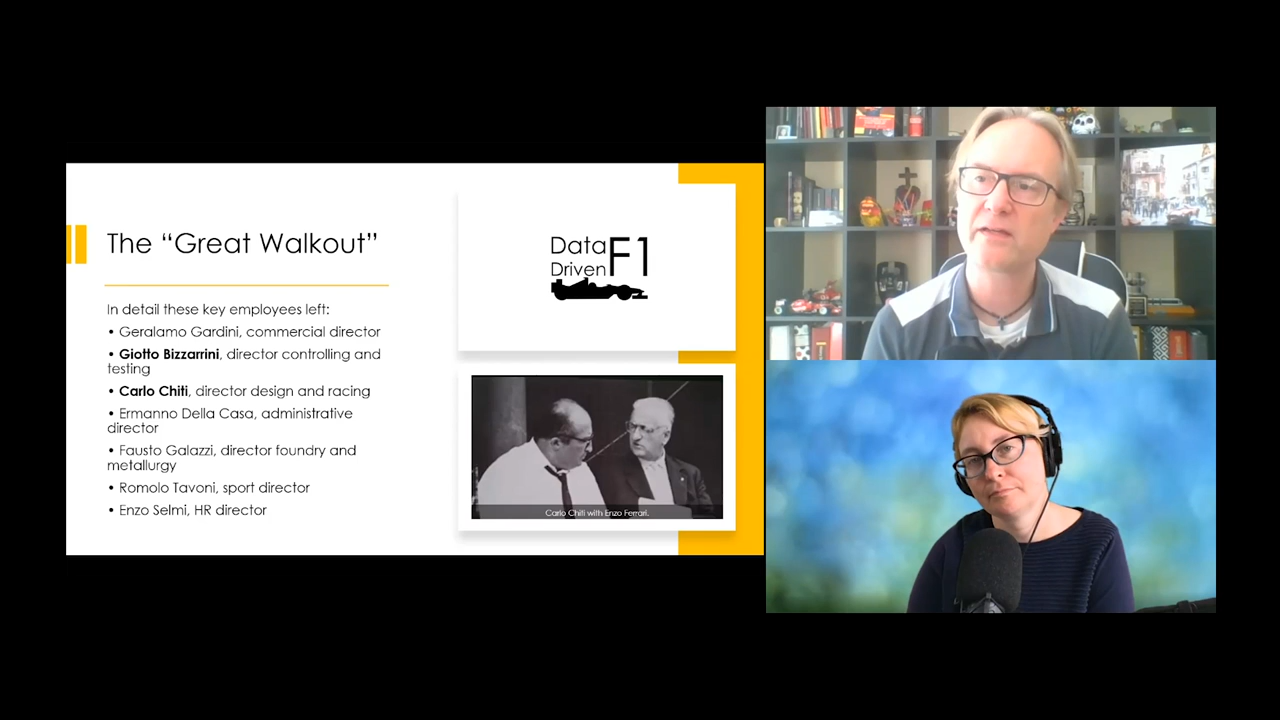 The “Great Walkout”
In detail these key employees left:
• Geralamo Gardini, commercial director
• Giotto Bizzarrini, director controlling and
testing
• Carlo Chiti, director design and racing
• Ermanno Della Casa, administrative
director
• Fausto Galazzi, director foundry and
metallurgy
• Romolo Tavoni, sport director
• Enzo Selmi, HR director
Data
Driven
F1
Carlo Chiti with Enzo Ferrari.